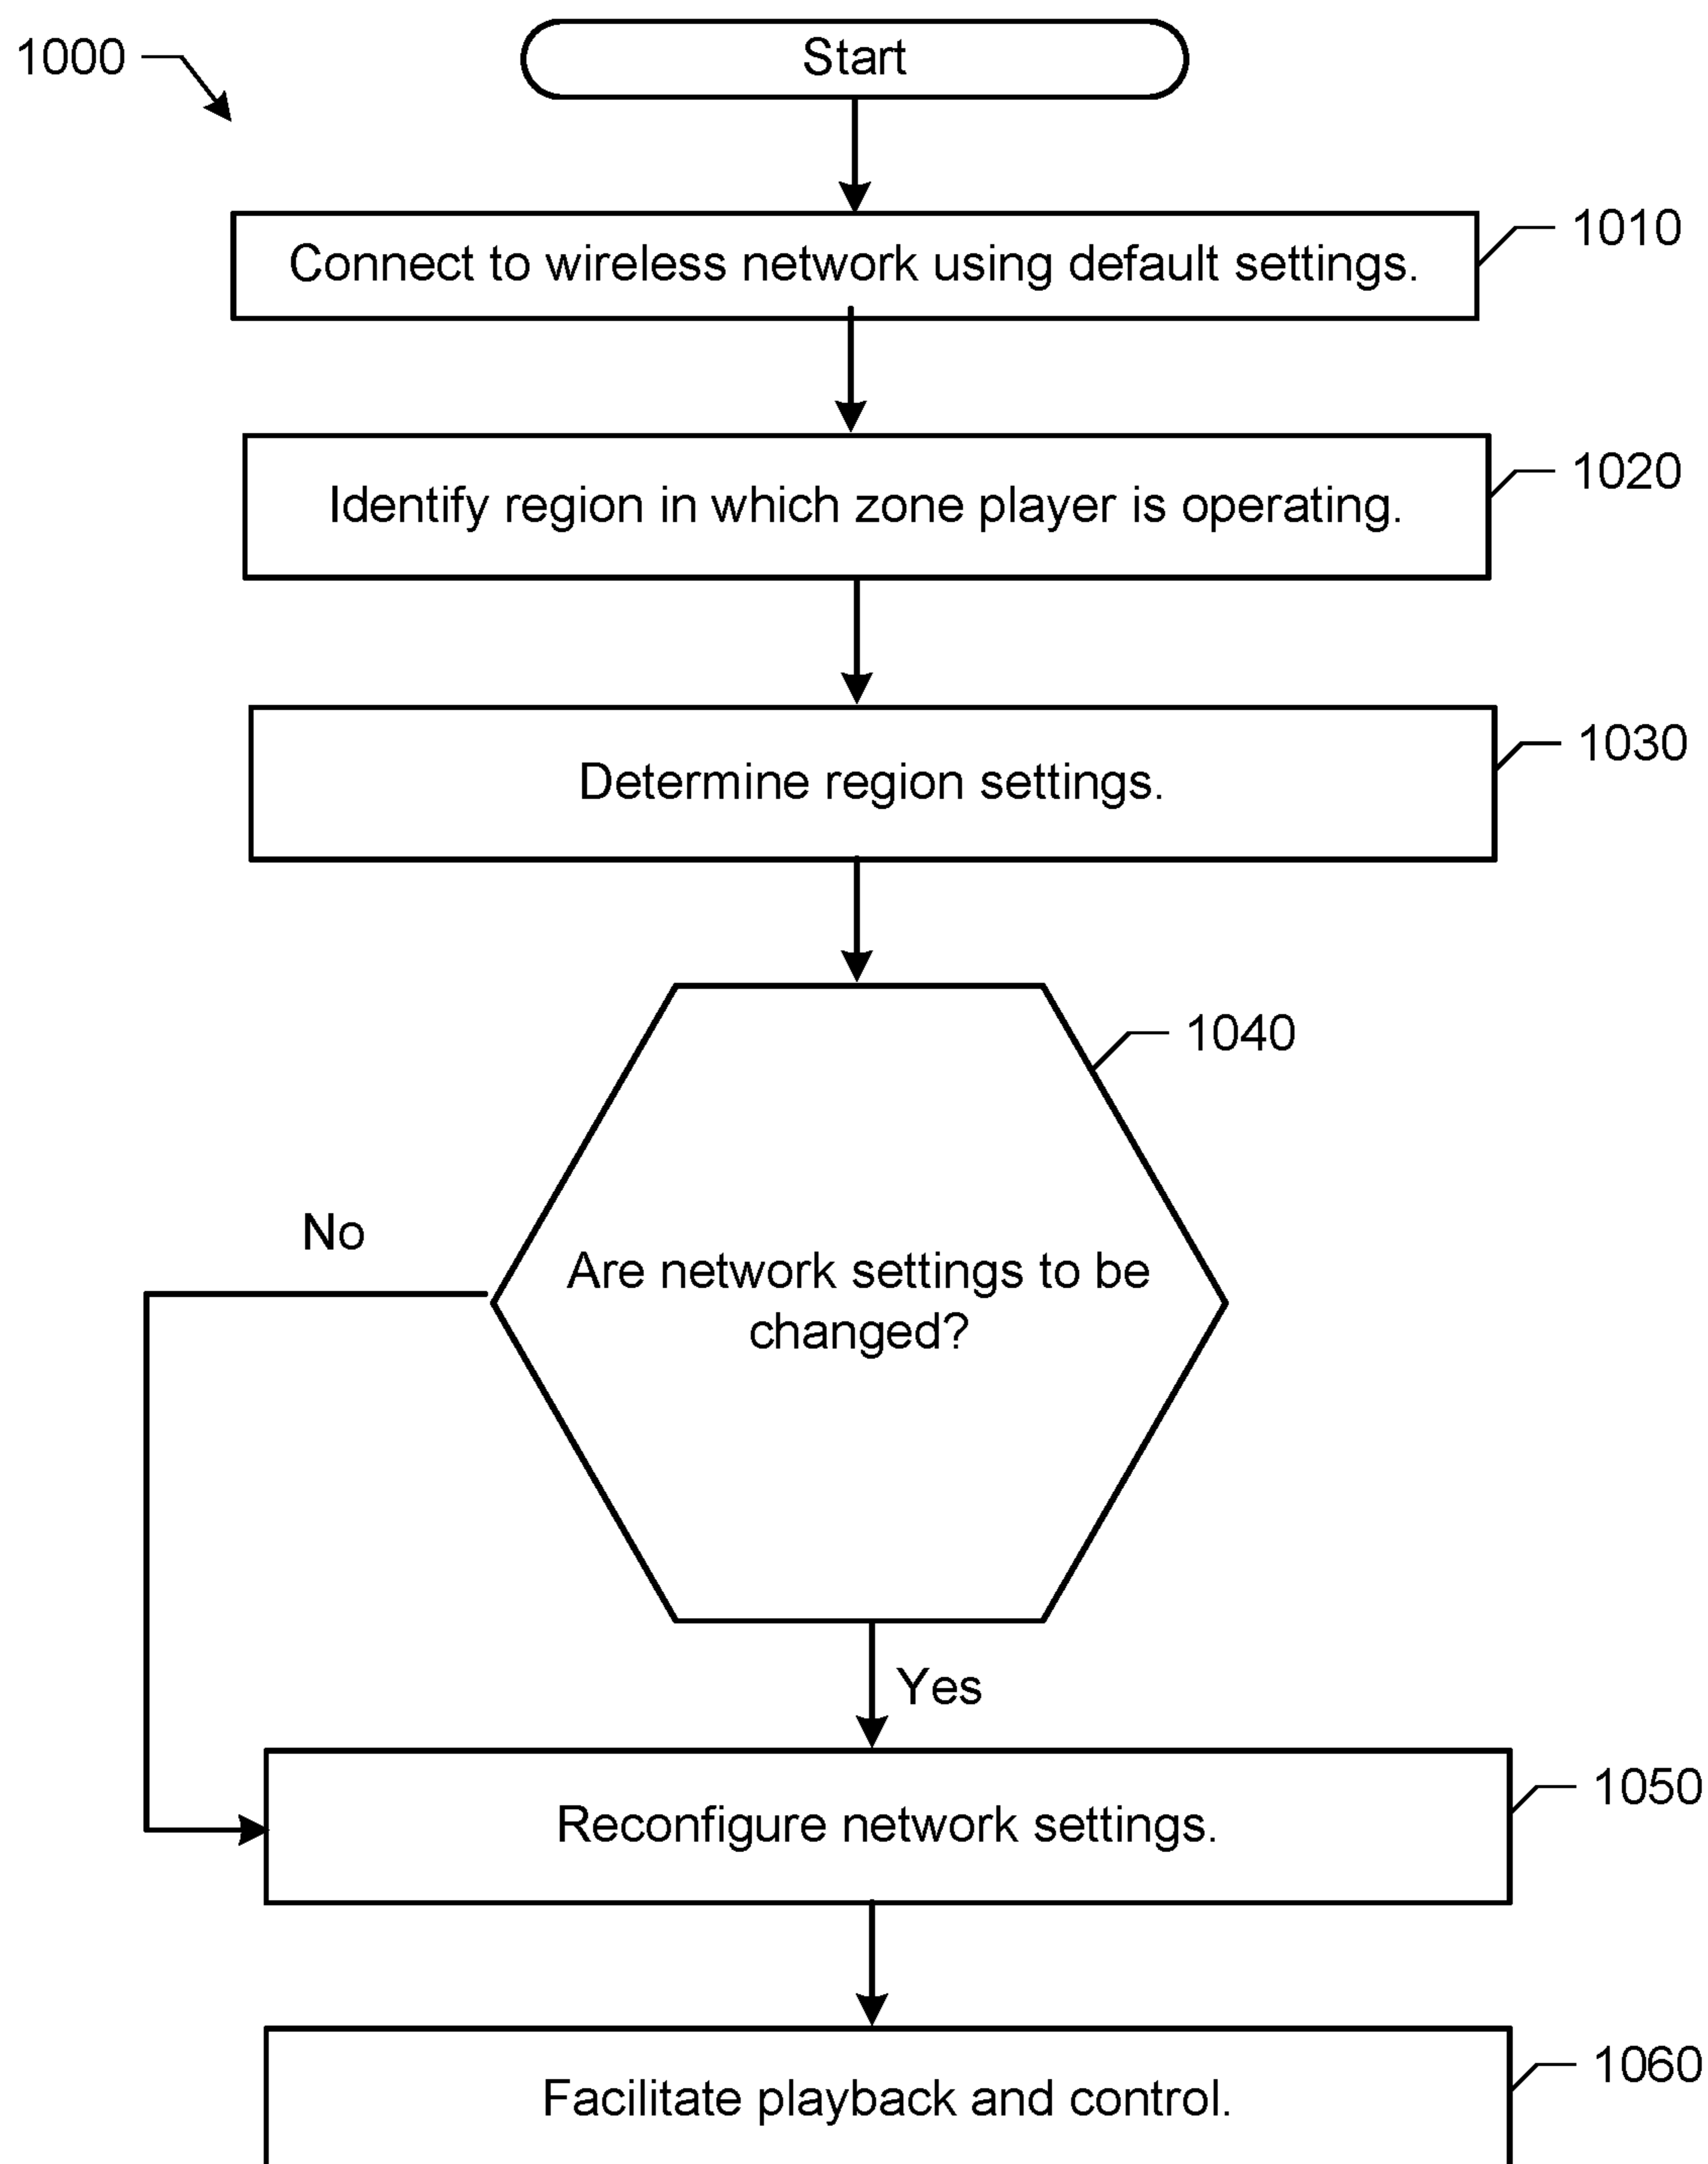 1000
Start
Connect to wireless network using default settings.
1010
Identify region in which zone player is operating.
1020
Determine region settings.
1030
1040
Are network settings to be
changed?
No
Yes
Reconfigure network settings.
1050
Facilitate playback and control.
1060